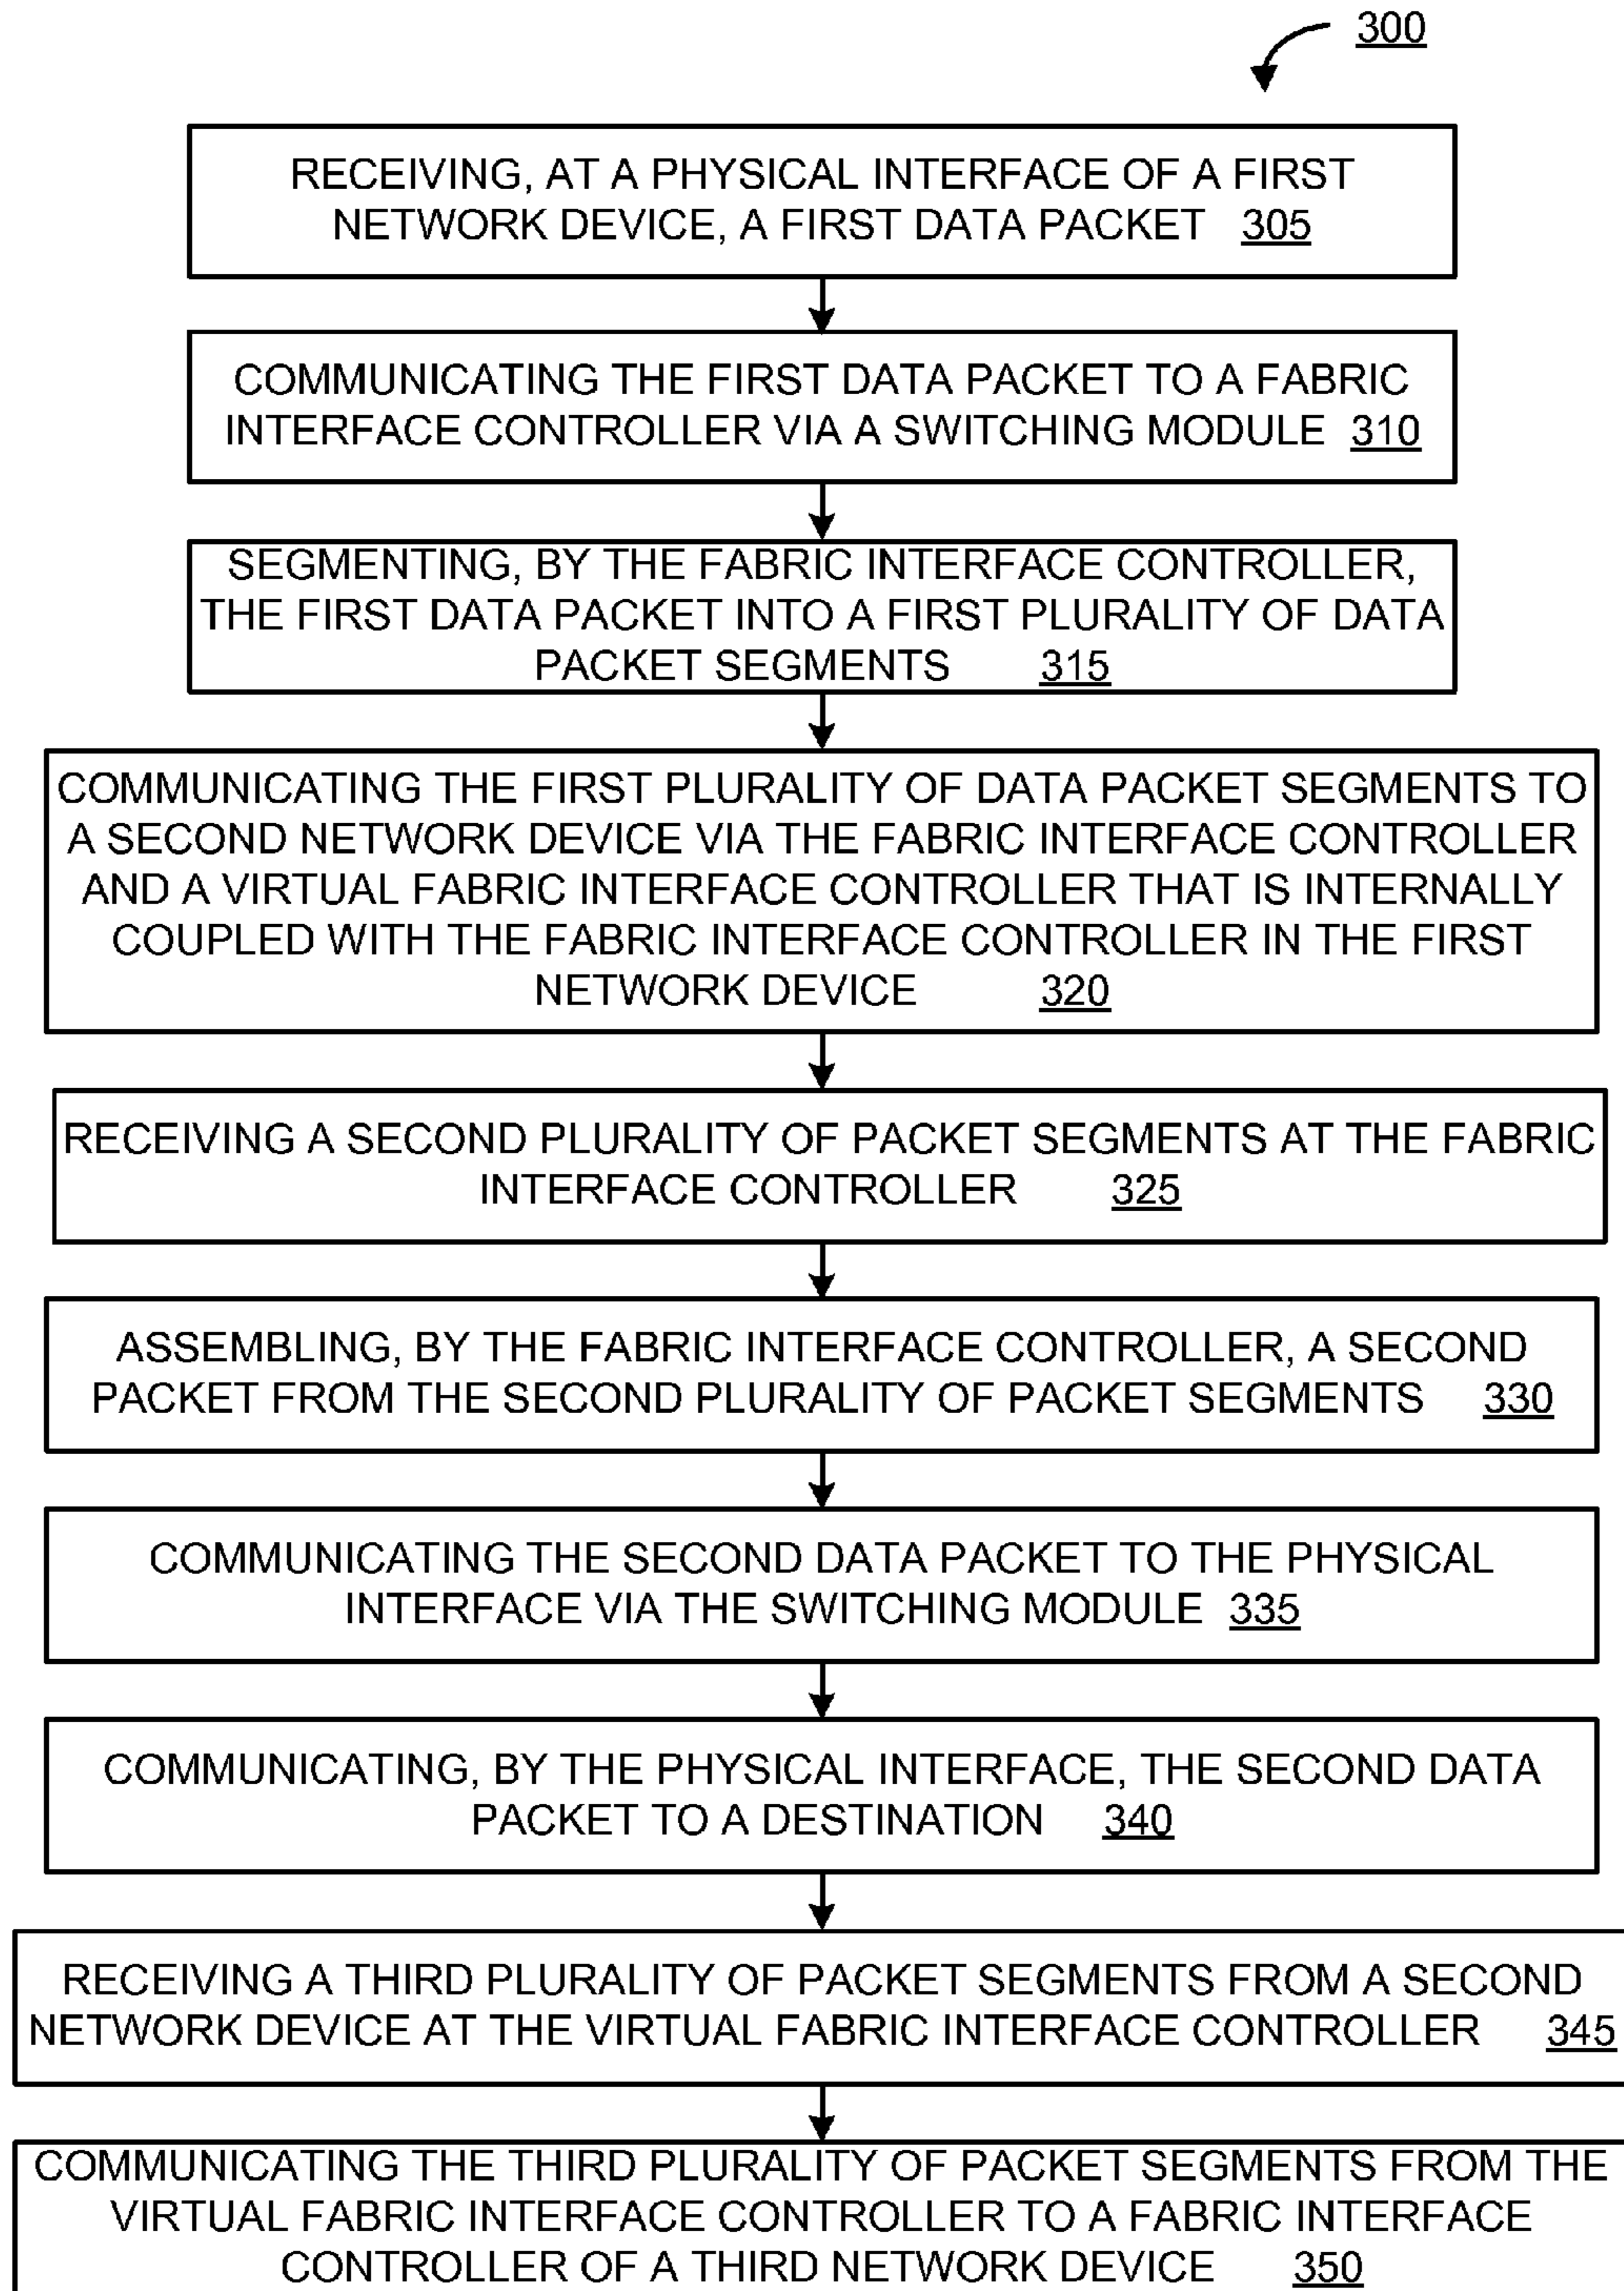 300
RECEIVING, AT A PHYSICAL INTERFACE OF A FIRST
NETWORK DEVICE, A FIRST DATA PACKET 305
COMMUNICATING THE FIRST DATA PACKET TO A FABRIC
INTERFACE CONTROLLER VIA A SWITCHING MODULE 310
SEGMENTING, BY THE FABRIC INTERFACE CONTROLLER,
THE FIRST DATA PACKET INTO A FIRST PLURALITY OF DATA
PACKET SEGMENTS 315
COMMUNICATING THE FIRST PLURALITY OF DATA PACKET SEGMENTS TO
A SECOND NETWORK DEVICE VIA THE FABRIC INTERFACE CONTROLLER
AND A VIRTUAL FABRIC INTERFACE CONTROLLER THAT IS INTERNALLY
COUPLED WITH THE FABRIC INTERFACE CONTROLLER IN THE FIRST
NETWORK DEVICE 320
RECEIVING A SECOND PLURALITY OF PACKET SEGMENTS AT THE FABRIC
INTERFACE CONTROLLER 325
ASSEMBLING, BY THE FABRIC INTERFACE CONTROLLER, A SECOND
PACKET FROM THE SECOND PLURALITY OF PACKET SEGMENTS 330
COMMUNICATING THE SECOND DATA PACKET TO THE PHYSICAL
INTERFACE VIA THE SWITCHING MODULE 335
COMMUNICATING, BY THE PHYSICAL INTERFACE, THE SECOND DATA
PACKET TO A DESTINATION 340
RECEIVING A THIRD PLURALITY OF PACKET SEGMENTS FROM A SECOND
NETWORK DEVICE AT THE VIRTUAL FABRIC INTERFACE CONTROLLER 345
COMMUNICATING THE THIRD PLURALITY OF PACKET SEGMENTS FROM THE
VIRTUAL FABRIC INTERFACE CONTROLLER TO A FABRIC INTERFACE
CONTROLLER OF A THIRD NETWORK DEVICE 350